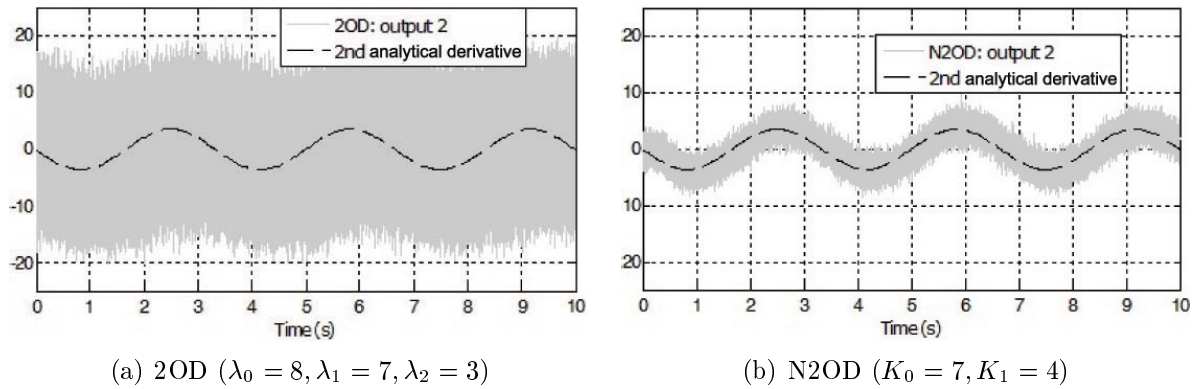 20
10
0
-10
-20
2OD: output 2
2nd analytical derivative
0 1 2 3 4 5 6 7 8 9 10
Time (s)
(a) 2OD (λ₀ = 8, λ₁ = 7, λ₂ = 3)
20
10
0
10
20
N2OD: output 2
2nd analytical derivative
0 1 2 3 4 5 6 7 8 9 10
Time (s)
(b) N2OD (K₀ = 7, K₁ = 4)